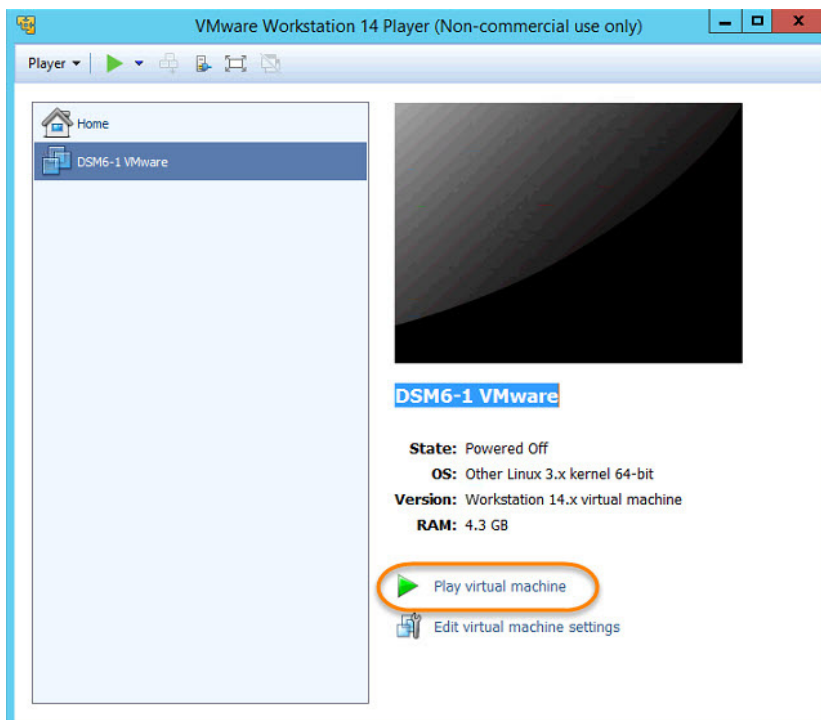 VMware Workstation 14 Player (Non-commercial use only)
Player
Home
DSM6-1 VMware
DSM6-1 VMware
State: Powered Off
OS: Other Linux 3.x kernel 64-bit
Version: Workstation 14.x virtual machine
RAM: 4.3 GB
Play virtual machine
Edit virtual machine settings